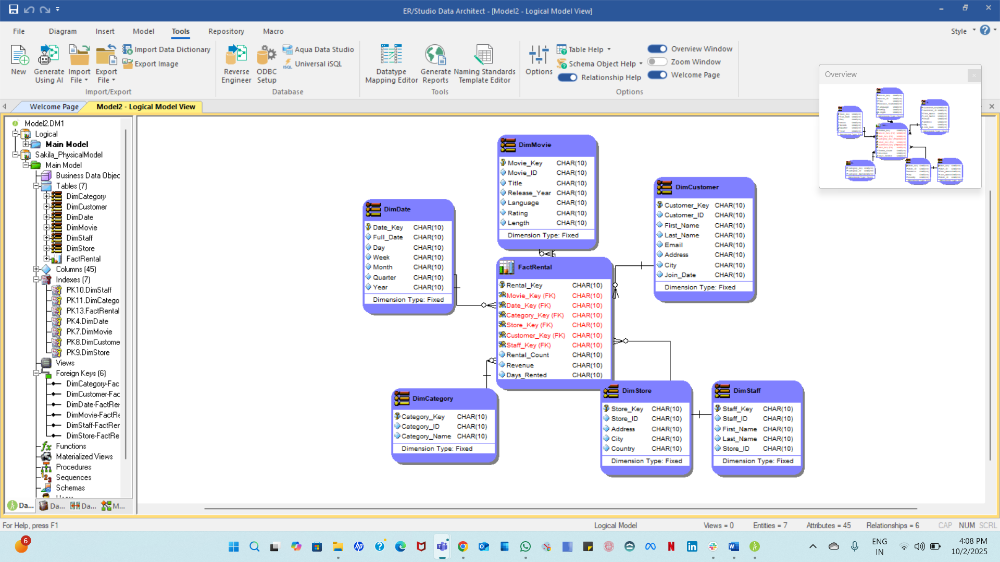 ER/Studio Data Architect - [Model2 - Logical Model View]
File Diagram Insert Model Tools Repository Macro Style
New
Generate Using AI
Import File
Export File
Import Data Dictionary
Export Image
Import/Export
Reverse Engineer
ODBC Setup
Aqua Data Studio
Universal iSQL
Database
Datatype Mapping Editor
Generate Reports
Naming Standards Template Editor
Tools
Options
Table Help
Schema Object Help
Relationship Help
Overview Window
Zoom Window
Welcome Page
Options
Overview
Welcome Page
Model2 - Logical Model View
Model2.DM1
Logical
Main Model
Sakila_PhysicalModel
Main Model
Business Data Objec
Tables (7)
DimCategory
DimCustomer
DimDate
DimMovie
DimStaff
DimStore
FactRental
Columns (45)
Indexes (7)
PK10.DimStaff
PK11.DimCatego
PK13.FactRental
PK4.DimDate
PK7.DimMovie
PK8.DimCustome
PK9.DimStore
Views
Foreign Keys (6)
DimCategory-Fac
DimCustomer-Fac
DimDate-FactRer
DimMovie-FactRe
DimStaff-FactRer
DimStore-FactRe
Functions
Materialized Views
Procedures
Sequences
Schemas
Da... Da... Da... M...
DimMovie
Movie_Key CHAR(10)
Movie_ID CHAR(10)
Title CHAR(10)
Release_Year CHAR(10)
Language CHAR(10)
Rating CHAR(10)
Length CHAR(10)
Dimension Type: Fixed
DimCustomer
Customer_Key CHAR(10)
Customer_ID CHAR(10)
First_Name CHAR(10)
Last_Name CHAR(10)
Email CHAR(10)
Address CHAR(10)
City CHAR(10)
Join_Date CHAR(10)
Dimension Type: Fixed
DimDate
Date_Key CHAR(10)
Full_Date CHAR(10)
Day CHAR(10)
Week CHAR(10)
Month CHAR(10)
Quarter CHAR(10)
Year CHAR(10)
Dimension Type: Fixed
FactRental
Rental_Key CHAR(10)
Movie_Key (FK) CHAR(10)
Date_Key (FK) CHAR(10)
Category_Key (FK) CHAR(10)
Store_Key (FK) CHAR(10)
Customer_Key (FK) CHAR(10)
Staff_Key (FK) CHAR(10)
Rental_Count CHAR(10)
Revenue CHAR(10)
Days_Rented CHAR(10)
DimCategory
Category_Key CHAR(10)
Category_ID CHAR(10)
Category_Name CHAR(10)
Dimension Type: Fixed
DimStore
Store_Key CHAR(10)
Store_ID CHAR(10)
Address CHAR(10)
City CHAR(10)
Country CHAR(10)
Dimension Type: Fixed
DimStaff
Staff_Key CHAR(10)
Staff_ID CHAR(10)
First_Name CHAR(10)
Last_Name CHAR(10)
Store_ID CHAR(10)
Dimension Type: Fixed
For Help, press F1
Logical Model
Views = 0
Entities = 7
Attributes = 45
Relationships = 6
CAP NUM SCRL
6
ENG
IN
4:08 PM
10/2/2025